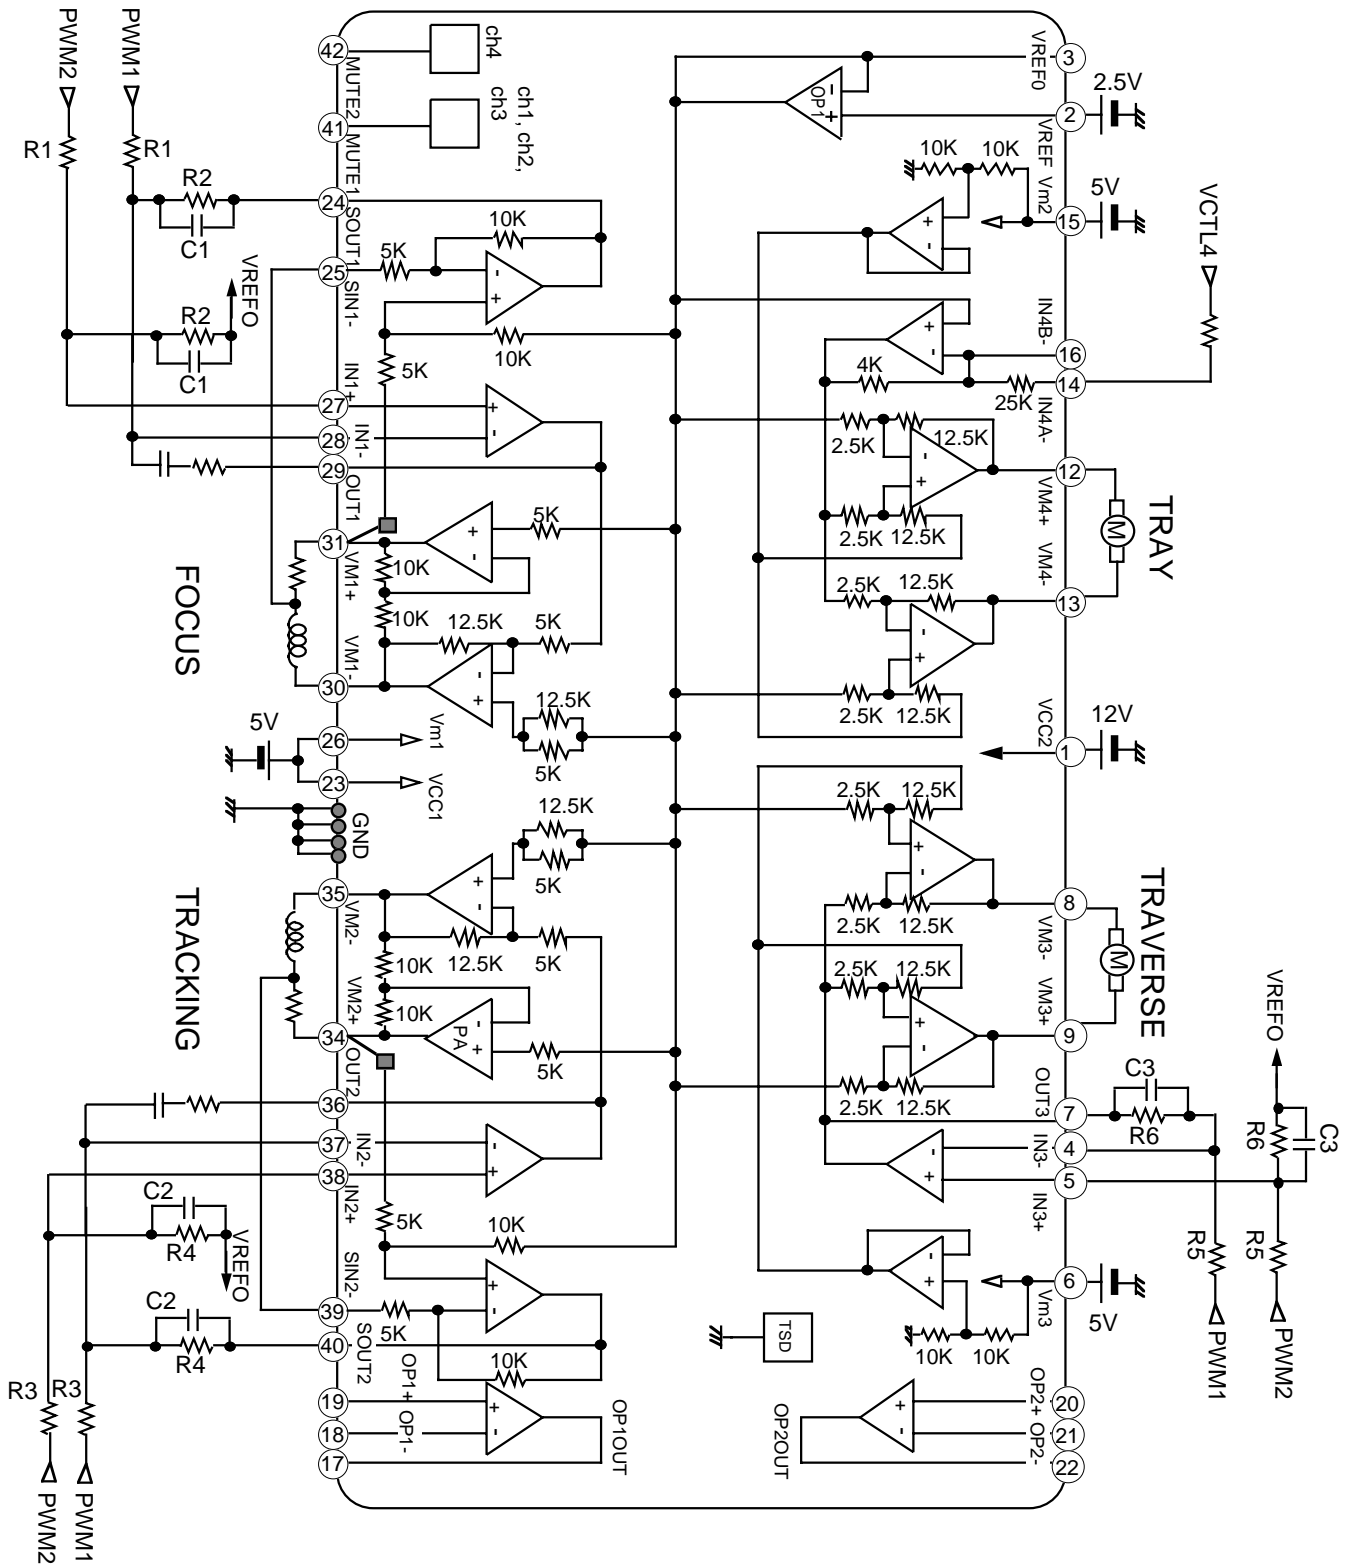 PWM2
PWM1
R1
R1
R2
C1
VREFO
R2
C1
42
MUTE2
41
MUTE1
24
SOUT1
25
SIN1-
IN1+
27
28
IN1-
29
OUT1
31
VM1+
VM1-
30
FOCUS
5V
26
Vm1
23
VCC1
GND
TRACKING
35
VM2-
VM2+
34
OUT2
36
37
IN2-
38
IN2+
C2
R4
VREFO
SIN2-
39
C2
R4
40
SOUT2
R3
R3
OP1+
19
18
OP1-
17
PWM2
PWM1
ch4
ch1, ch2,
ch3
10K
5K
-
+
10K
5K
+
-
5K
+
-
10K
10K
12.5K
5K
-
+
12.5K
5K
12.5K
5K
+
-
12.5K
5K
10K
10K
-
PA
+
5K
-
+
5K
10K
+
-
5K
10K
+
-
OP1OUT
3
VREF0
2.5V
-
OP1
+
2
VREF
10K
10K
Vm2
5V
15
+
-
VCTL4
IN4B-
+
-
16
4K
14
25K
IN4A-
2.5K
12.5K
-
+
12
VM4+
2.5K
12.5K
M
TRAY
VM4-
2.5K
12.5K
13
-
+
2.5K
12.5K
VCC2
12V
1
2.5K
12.5K
+
-
TRAVERSE
8
2.5K
12.5K
VM3-
M
2.5K
12.5K
VM3+
+
-
9
VREFO
2.5K
12.5K
OUT3
C3
7
R6
R6
C3
-
+
IN3-
4
5
IN3+
R5
R5
-
+
6
Vm3
5V
10K
10K
TSD
PWM1
PWM2
OP2+
20
+
-
21
OP2-
22
OP2OUT